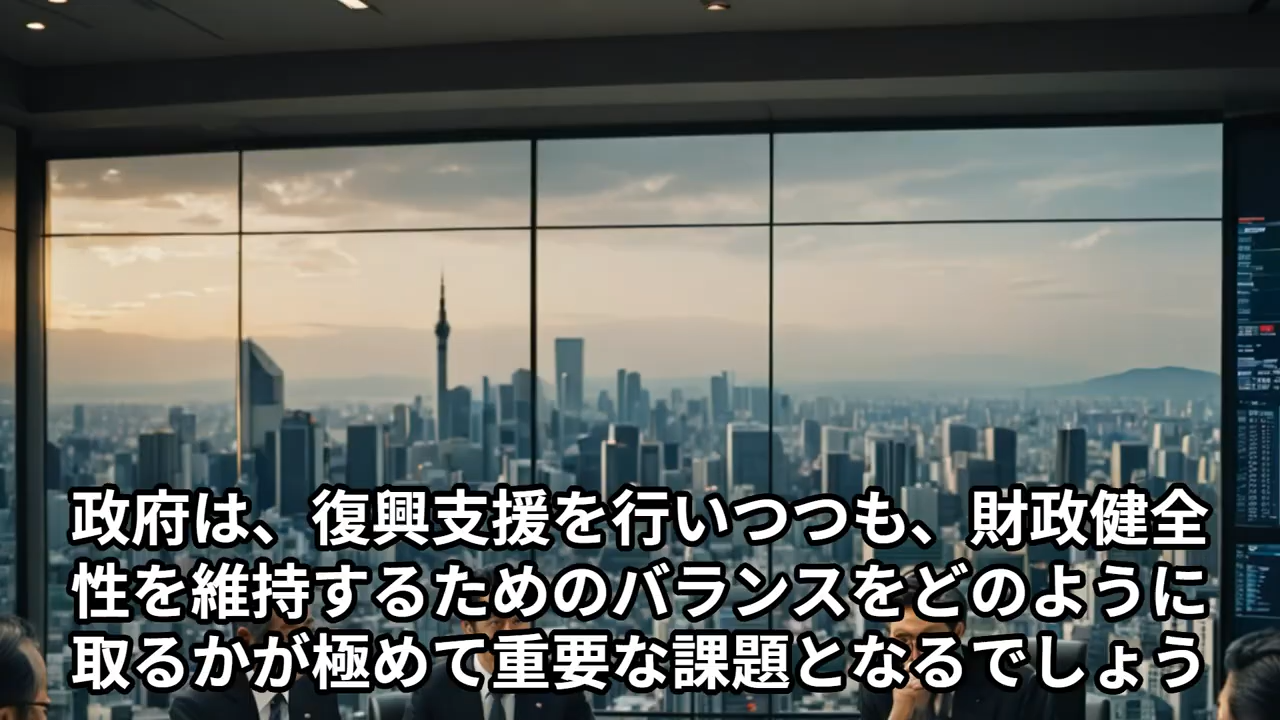 政府は、復興支援を行いつつも、財政健全
性を維持するためのバランスをどのように
取るかが極めて重要な課題となるでしょう